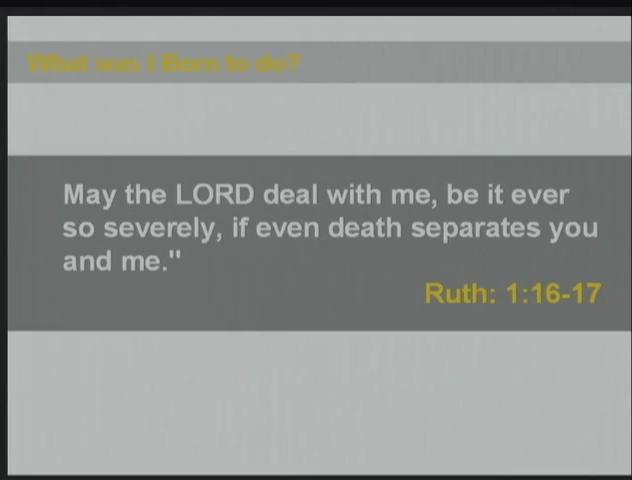 What was I Born to do?
May the LORD deal with me, be it ever
so severely, if even death separates you
and me."
Ruth: 1:16-17